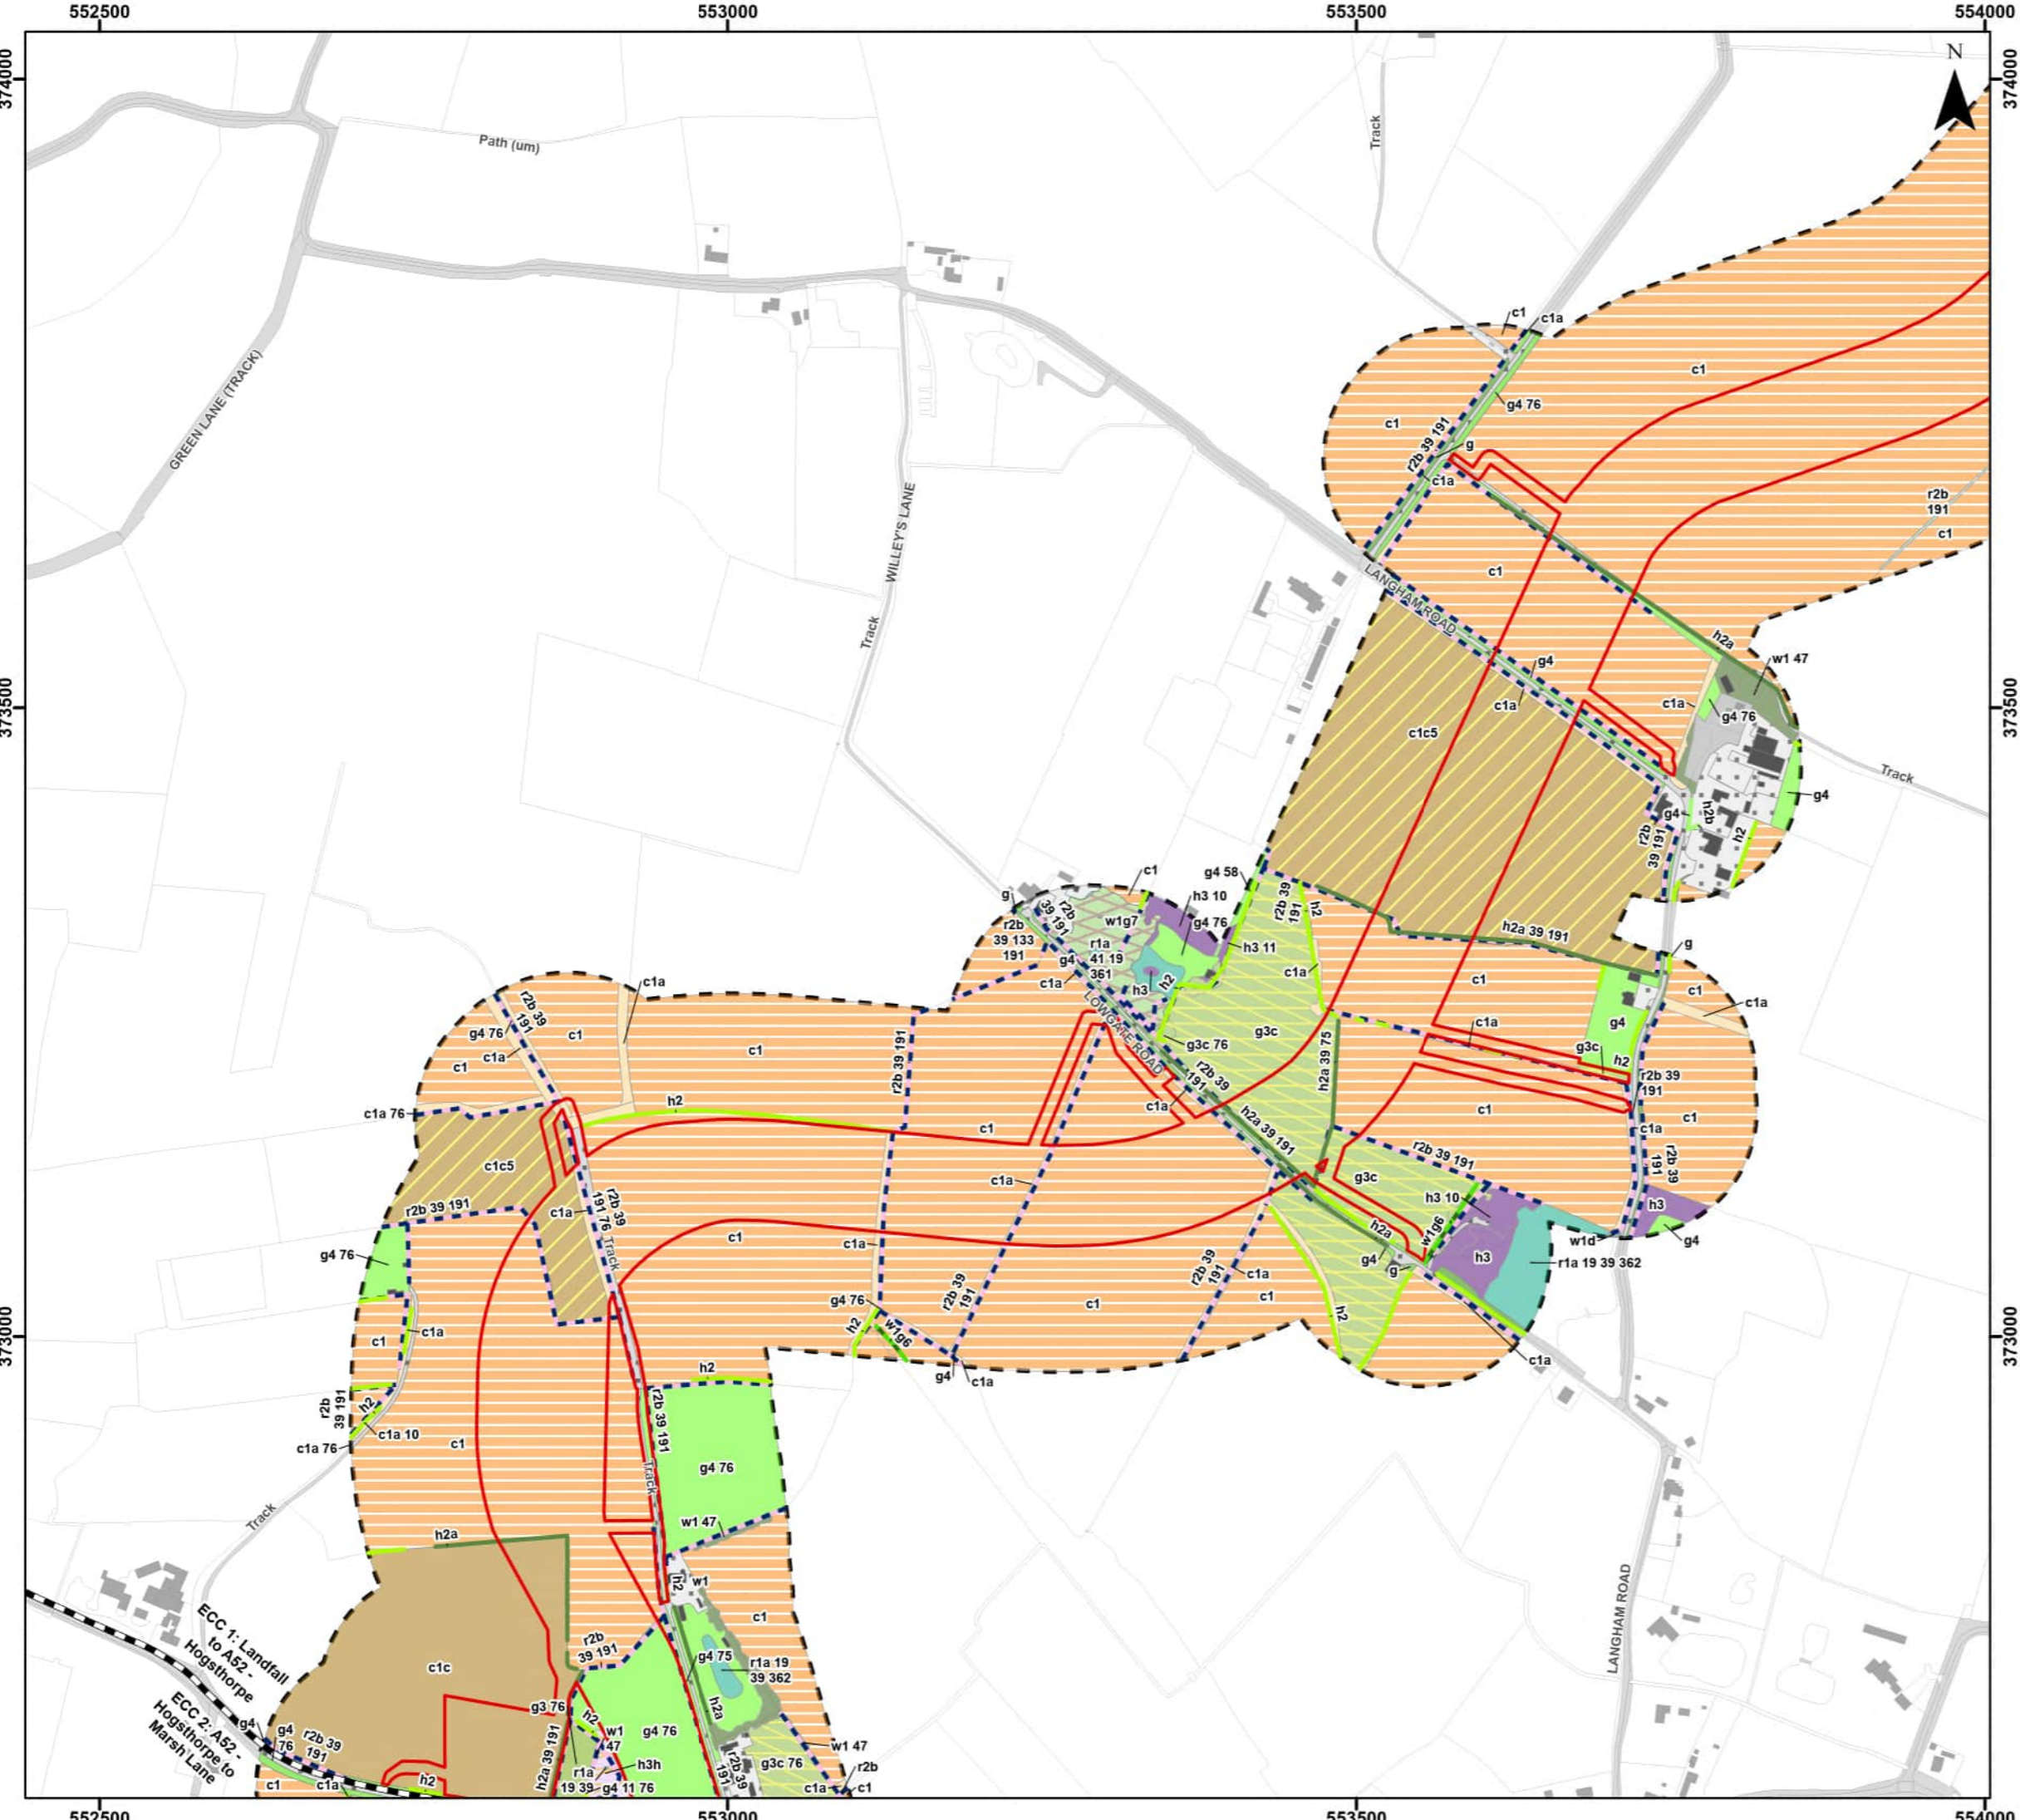 552500
553000
553500
554000
374000
374000
N
Path (um)
Track
c1
c1a
c1
GREEN LANE (TRACK)
g4 76
c1
r2b 39 191
g
c1a
WILLEY'S LANE
r2b
191
c1
LANGHAM ROAD
c1
Track
h2a
w1 47
g4
373500
373500
c1a
c1a
g4 76
c1c5
Track
g4
g4
h2b
h2
r2b
39 191
c1
g4 58
h3 10
g
r2b
39 191
w1g7
g4 76
r2b 39
191
h2
h2a 39 191
r2b
39 133
191
r1a
41 19
361
h3 11
g
g4
c1a
h3
h2
c1a
c1
c1
c1a
c1a
r2b 39
191
g4 76
c1
LOWGATE ROAD
g3c
c1a
g4
c1a
c1
c1
r2b 39 191
g3c 76
h2a 39 75
g3c
h2
r2b 39
191
r2b 39
191
c1a 76
h2
c1a
c1
c1
c1
c1a
h2a 39 191
r2b 39 191
r2b 39
191
c1c5
c1a
g3c
h3 10
h3
r2b 39 191
c1a
r2b 39
191 76
Track
c1
c1a
h2a
w1g6
w1d
g4
g4 76
g4
g
h3
r1a 19 39 362
r2b 39
191
c1a
c1
r2b 39
191
c1
g4 76
h2
w1g6
h2
373000
373000
c1
c1a
g4
c1a
c1a
h2
r2b
39 191
h2
c1a 10
c1a 76
c1
r2b 39 191
g4 76
Track
Track
w1 47
h2a
h2
w1
c1
LANGHAM ROAD
ECC 1: Landfall
to A52 -
Hogsthorpe
r2b
39 191
c1c
g4 75
r1a 19
39 362
ECC 2: A52 -
Hogsthorpe to
Marsh Lane
g3 76
h2
h2a
g4
g4
76
r2b 39
191
w1
47
g4 76
h2a 39 191
w1 47
h3h
r1a
19 39
g4 11 76
r2b 39
191
g3c 76
r2b
c1
c1a
h2
c1a
c1
552500
553000
553500
554000